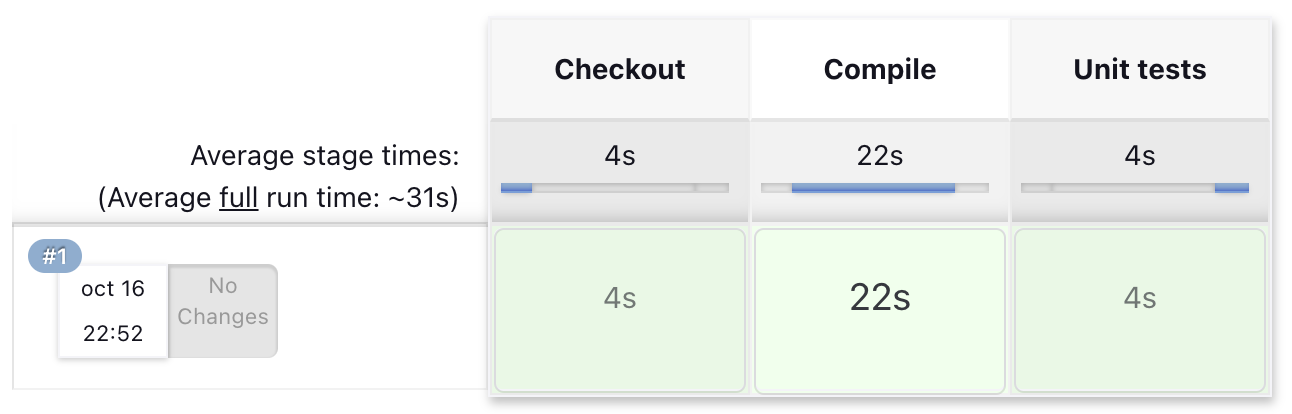 Checkout Compile Unit tests
Average stage times: 4s 22s 4s
(Average full run time: ~31s)
#1
oct 16 No
Changes
22:52
4s 22s 4s